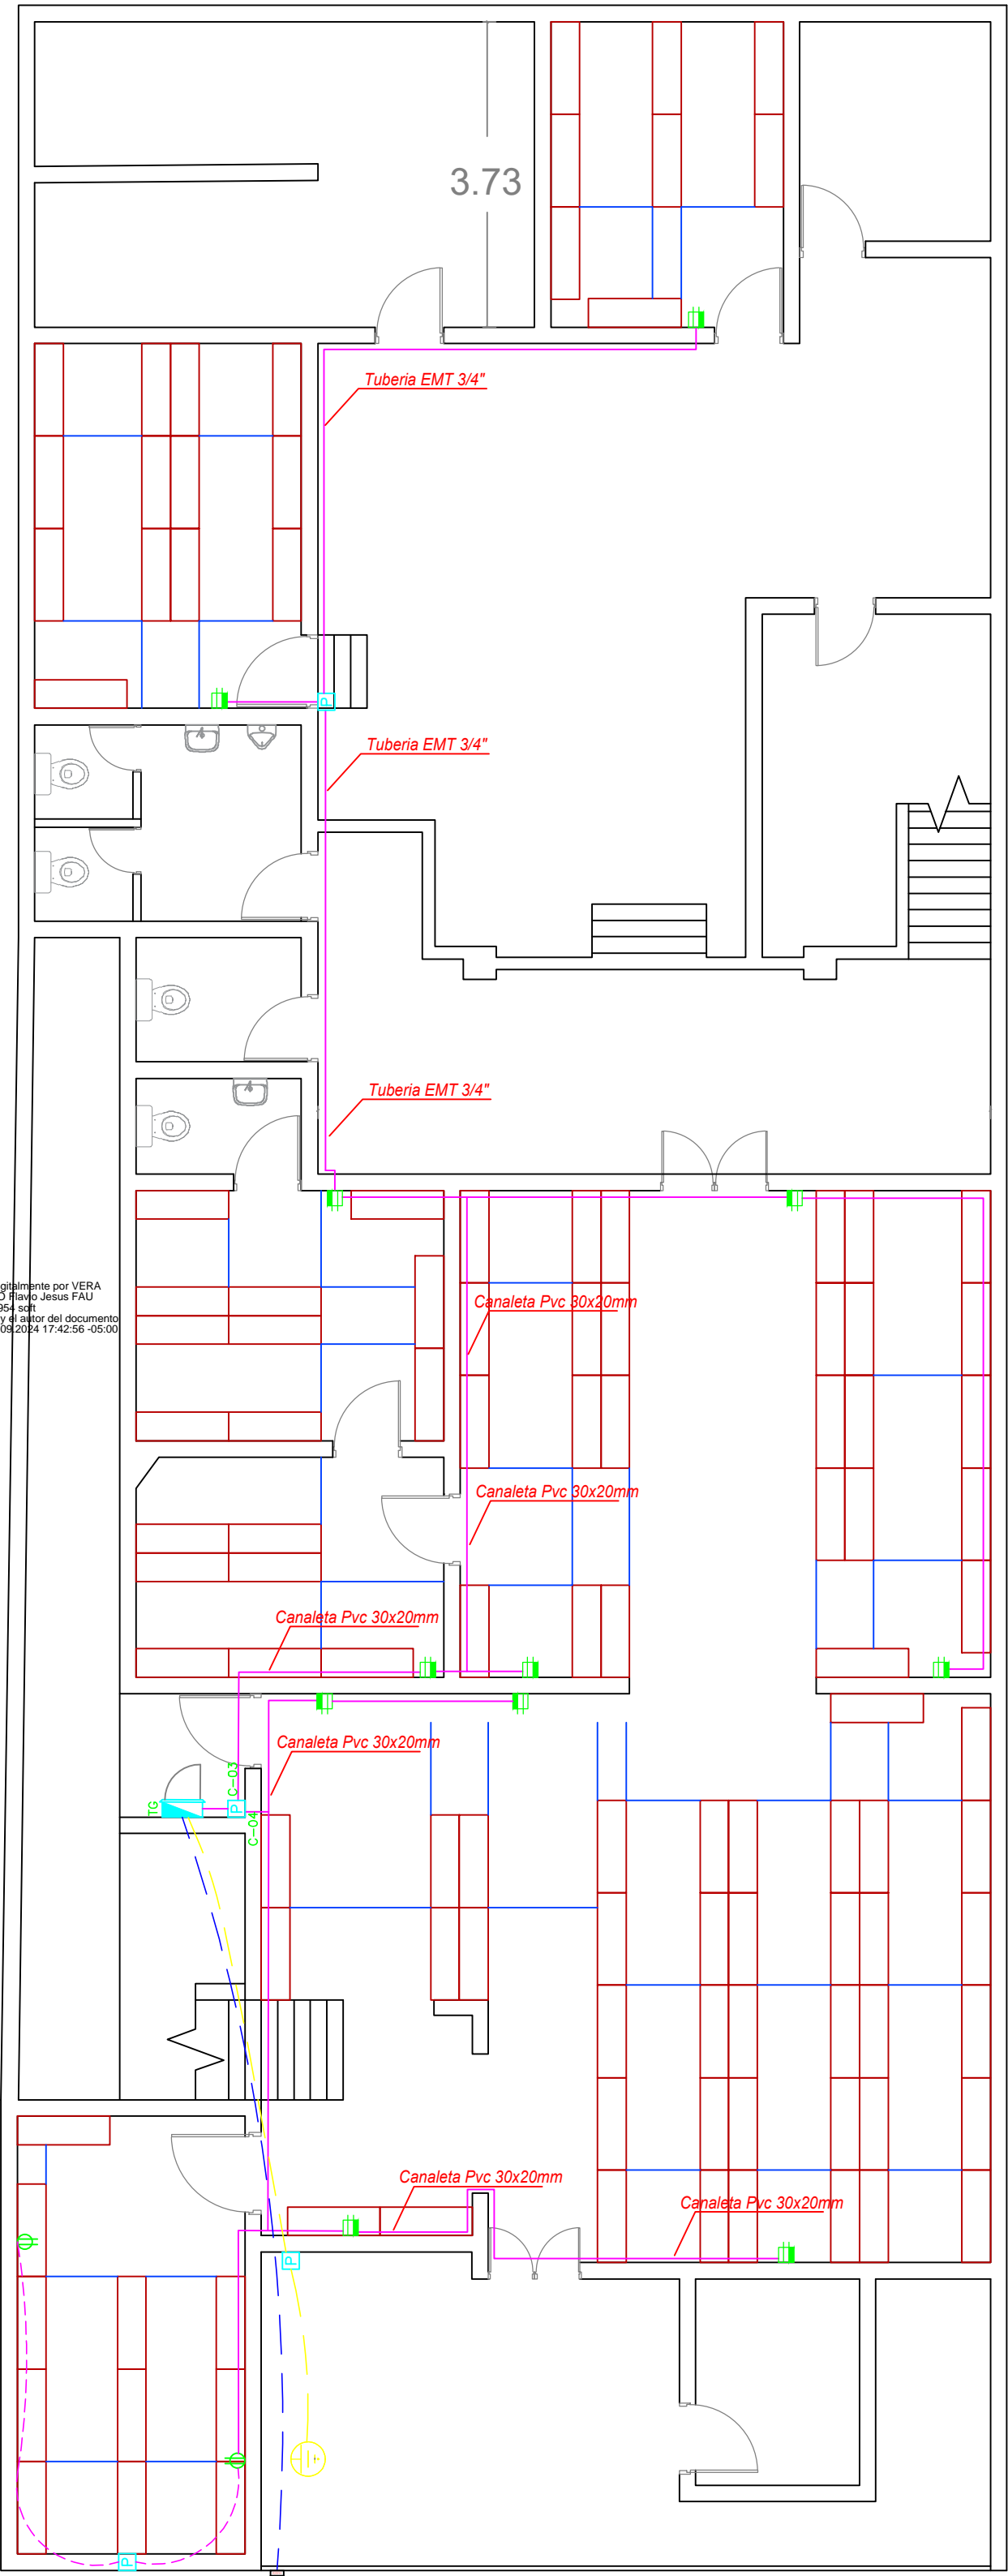 3.73
Tuberia EMT 3/4"
P
Tuberia EMT 3/4"
Tuberia EMT 3/4"
gitalmente por VERA
Flavio Jesus FAU
954 soft
y el autor del documento
09.2024 17:42:56 -05:00
Canaleta Pvc 30x20mm
Canaleta Pvc 30x20mm
Canaleta Pvc 30x20mm
Canaleta Pvc 30x20mm
C-03
TG
P
C-04
Canaleta Pvc 30x20mm
Canaleta Pvc 30x20mm
P
P